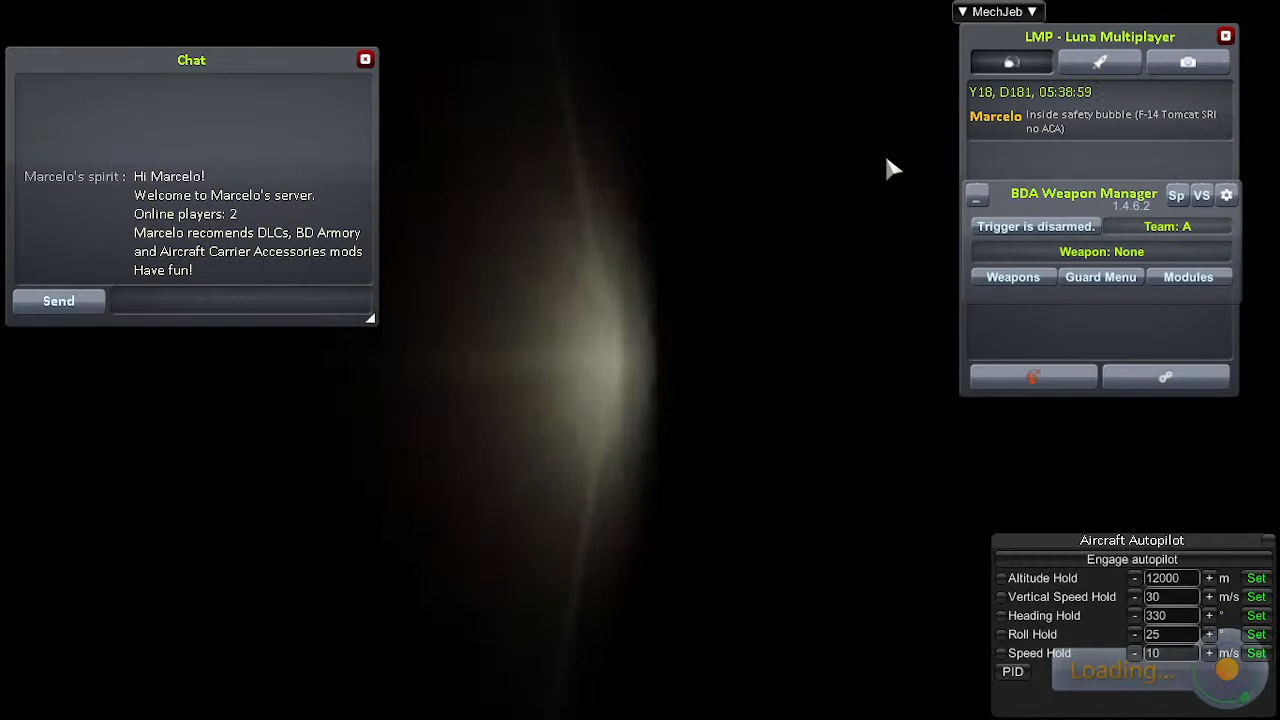 ▼ MechJeb ▼
Chat
Marcelo's spirit : Hi Marcelo!
Welcome to Marcelo's server.
Online players: 2
Marcelo recomends DLCs, BD Armory
and Aircraft Carrier Accessories mods
Have fun!
Send
LMP - Luna Multiplayer
Y18, D181, 05:38:59
Marcelo Inside safety bubble (F-14 Tomcat SRI
no ACA)
_ BDA Weapon Manager Sp VS
1.4.6.2
Trigger is disarmed. Team: A
Weapon: None
Weapons Guard Menu Modules
Aircraft Autopilot
Engage autopilot
Altitude Hold - 12000 + m Set
Vertical Speed Hold - 30 + m/s Set
Heading Hold - 330 + ° Set
Roll Hold - 25 + ° Set
Speed Hold - 10 + m/s Set
PID
Loading...